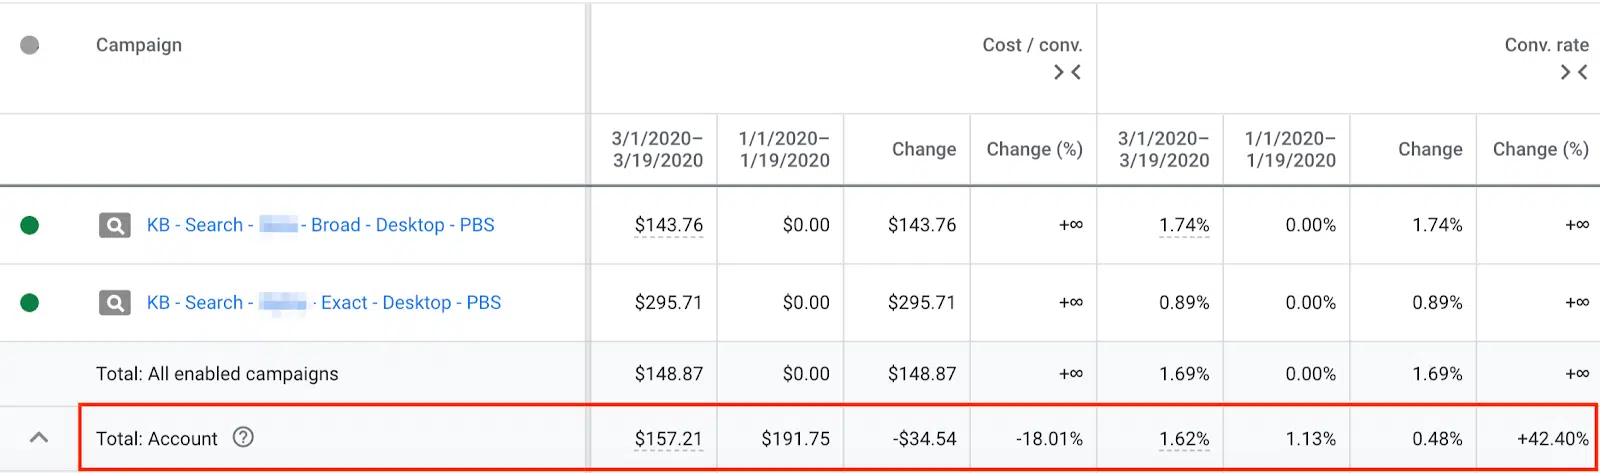 Campaign Cost / conv. Conv. rate
3/1/2020– 1/1/2020– Change Change (%) 3/1/2020– 1/1/2020– Change Change (%)
3/19/2020 1/19/2020 3/19/2020 1/19/2020
KB - Search - - Broad - Desktop - PBS $143.76 $0.00 $143.76 +∞ 1.74% 0.00% 1.74% +∞
KB - Search - - Exact - Desktop - PBS $295.71 $0.00 $295.71 +∞ 0.89% 0.00% 0.89% +∞
Total: All enabled campaigns $148.87 $0.00 $148.87 +∞ 1.69% 0.00% 1.69% +∞
Total: Account $157.21 $191.75 -$34.54 -18.01% 1.62% 1.13% 0.48% +42.40%